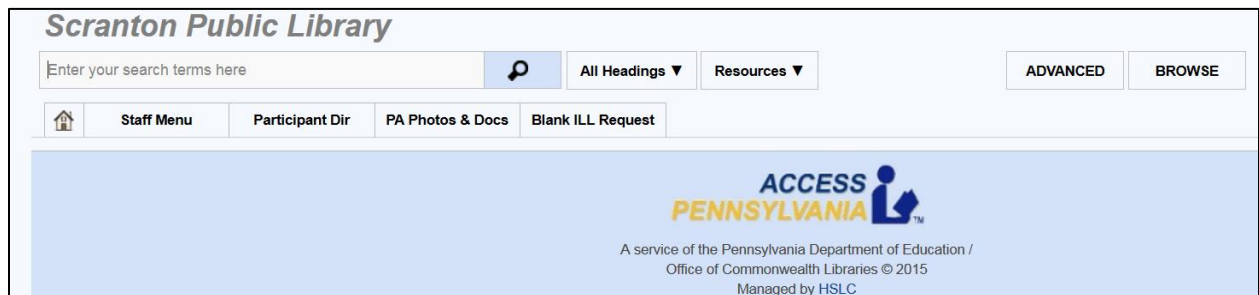 Scranton Public Library
Enter your search terms here
All Headings ▼
Resources ▼
ADVANCED
BROWSE
Staff Menu
Participant Dir
PA Photos & Docs
Blank ILL Request
ACCESS
PENNSYLVANIA
TM
A service of the Pennsylvania Department of Education /
Office of Commonwealth Libraries © 2015
Managed by HSLC